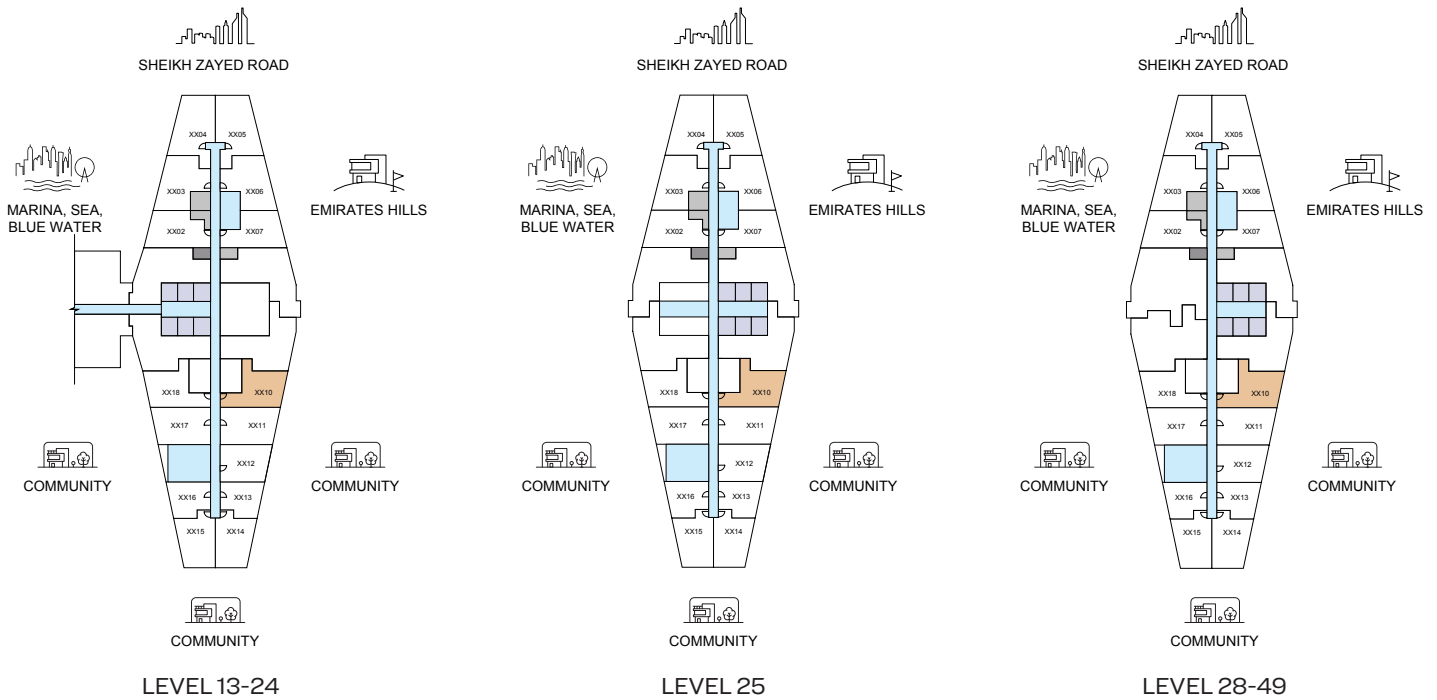 SHEIKH ZAYED ROAD
XX04 XX05
MARINA, SEA,
BLUE WATER
XX03 XX06
EMIRATES HILLS
XX02 XX07
XX18 XX10
XX17 XX11
XX12
COMMUNITY
COMMUNITY
XX16 XX13
XX15 XX14
COMMUNITY
LEVEL 13-24
SHEIKH ZAYED ROAD
XX04 XX05
MARINA, SEA,
BLUE WATER
XX03 XX06
EMIRATES HILLS
XX02 XX07
XX18 XX10
XX17 XX11
XX12
COMMUNITY
COMMUNITY
XX16 XX13
XX15 XX14
COMMUNITY
LEVEL 25
SHEIKH ZAYED ROAD
XX04 XX05
MARINA, SEA,
BLUE WATER
XX03 XX06
EMIRATES HILLS
XX02 XX07
XX18 XX10
XX17 XX11
XX12
COMMUNITY
COMMUNITY
XX16 XX13
XX15 XX14
COMMUNITY
LEVEL 28-49